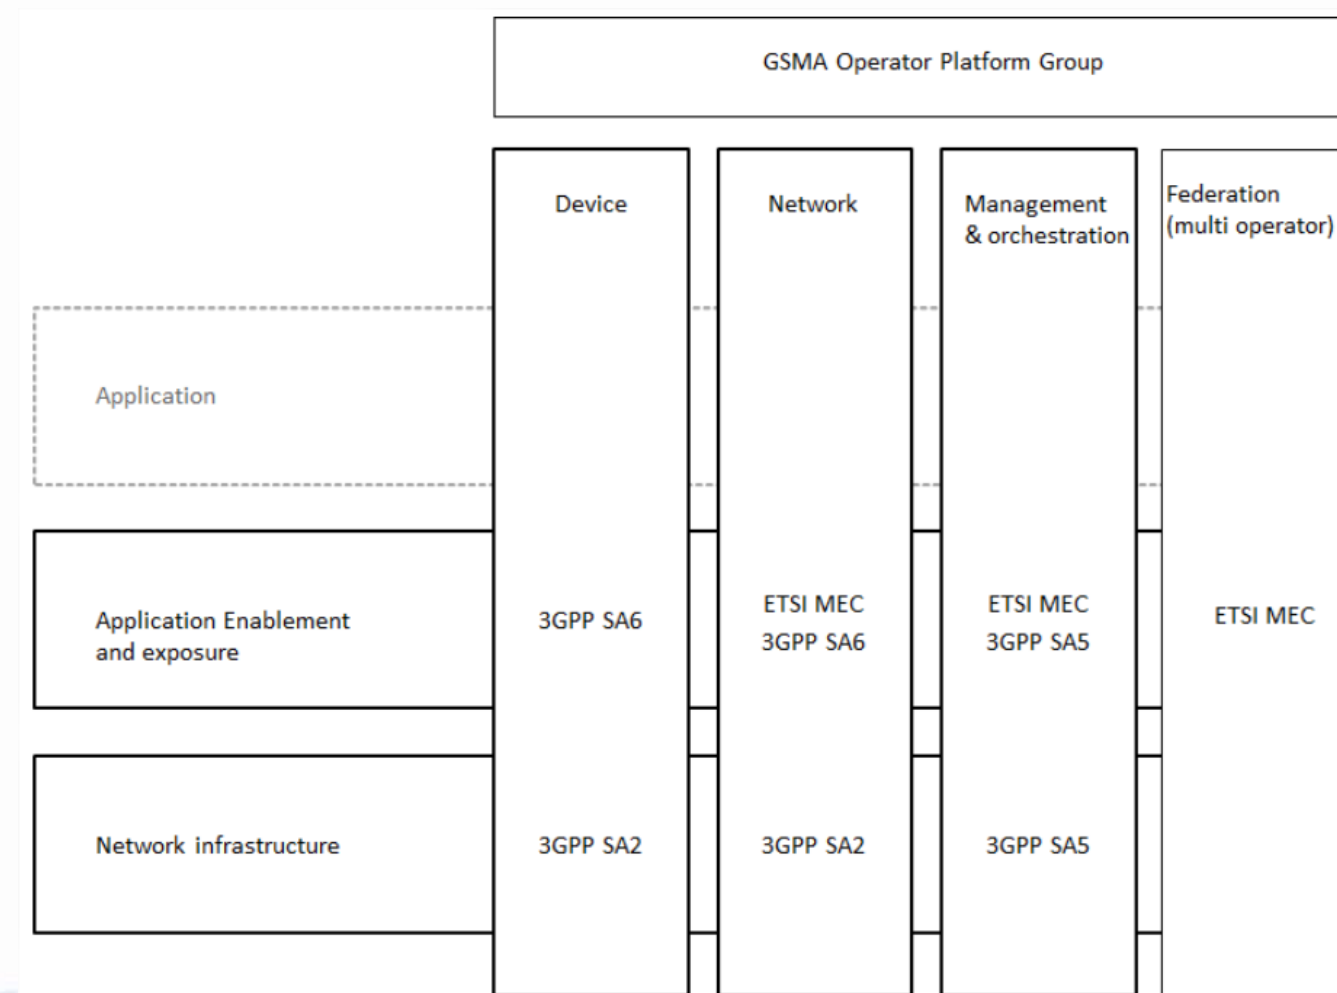 GSMA Operator Platform Group
Device
Network
Management
& orchestration
Federation
(multi operator)
Application
Application Enablement
and exposure
3GPP SA6
ETSI MEC
3GPP SA6
ETSI MEC
3GPP SA5
ETSI MEC
Network infrastructure
3GPP SA2
3GPP SA2
3GPP SA5